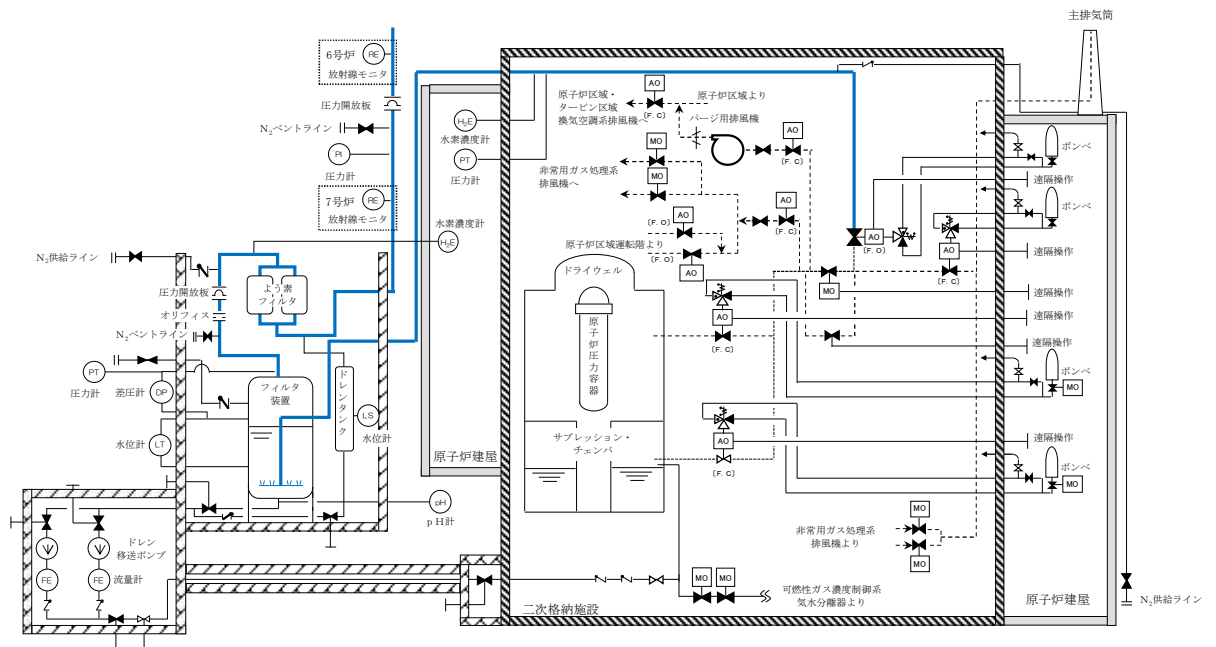 主排気筒
6号炉
RE
放射線モニタ
圧力開放板
N₂ベントライン
PI
圧力計
7号炉
RE
放射線モニタ
H₂E
水素濃度計
PT
圧力計
水素濃度計
H₂E
原子炉区域・
タービン区域
換気空調系排風機へ
AO
(F. C)
原子炉区域より
パージ用排風機
AO
(F. C)
MO
非常用ガス処理系
排風機へ
MO
AO
(F. O)
AO
(F. C)
原子炉区域運転階より
(F. O)
AO
AO
(F. O)
AO
(F. C)
MO
ボンベ
遠隔操作
ボンベ
遠隔操作
遠隔操作
遠隔操作
遠隔操作
ボンベ
MO
遠隔操作
ボンベ
MO
N₂供給ライン
圧力開放板
オリフィス
N₂ベントライン
よう素
フィルタ
PT
圧力計
差圧計
DP
フィルタ
装置
ドレンタンク
LS
水位計
水位計
LT
pH
pH計
原子炉建屋
ドライウェル
原子炉圧力容器
サプレッション・
チェンバ
AO
(F. C)
AO
(F. C)
ドレン
移送ポンプ
FE
FE
流量計
二次格納施設
MO
MO
可燃性ガス濃度制御系
気水分離器より
非常用ガス処理系
排風機より
MO
MO
原子炉建屋
N₂供給ライン